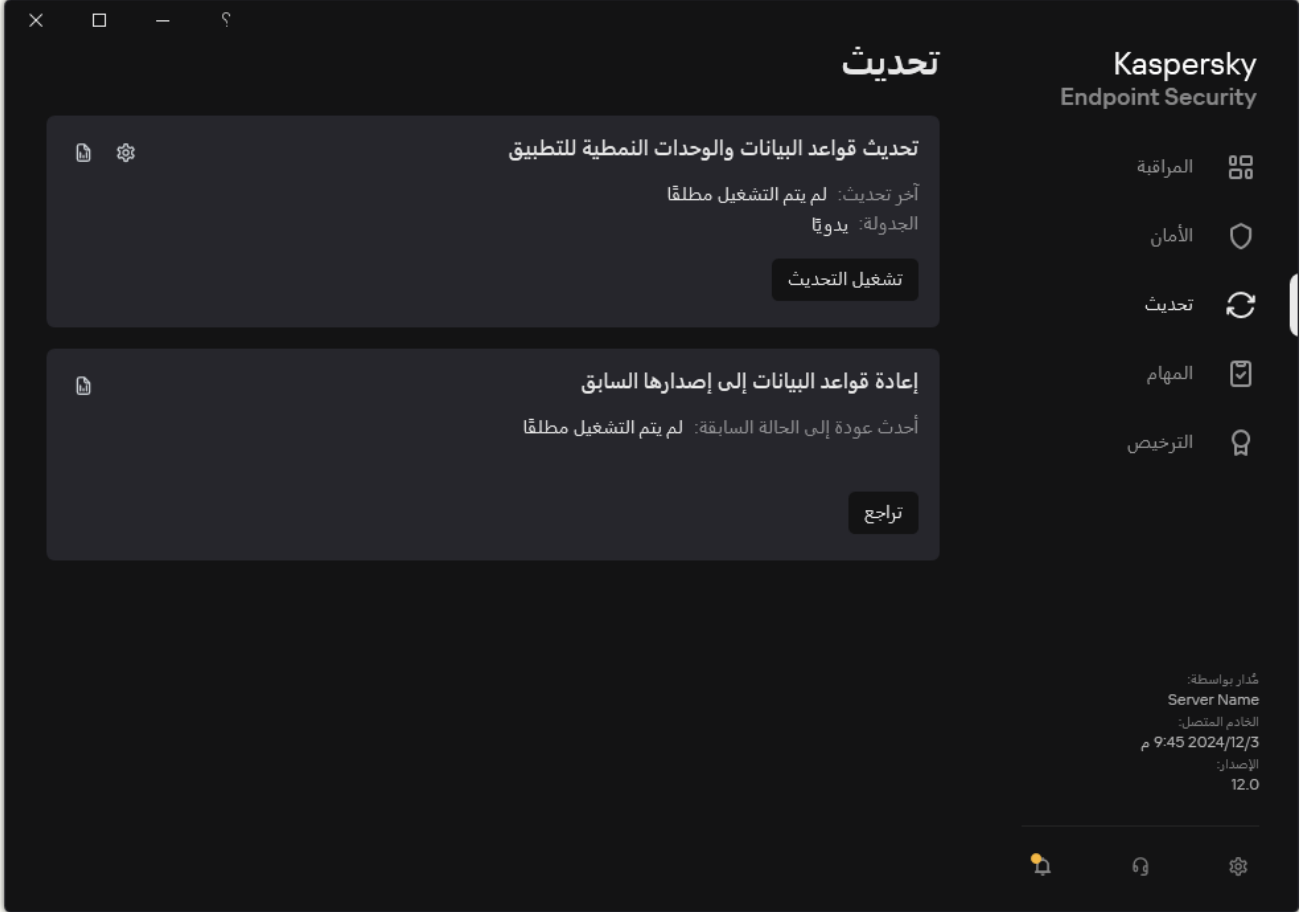 ؟
Kaspersky
Endpoint Security
المراقبة
الأمان
تحديث
المهام
الترخيص
مُدار بواسطة:
Server Name
الخادم المتصل:
2024/12/3 9:45 م
الإصدار:
12.0
تحديث
تحديث قواعد البيانات والوحدات النمطية للتطبيق
آخر تحديث: لم يتم التشغيل مطلقًا
الجدولة: يدويًا
تشغيل التحديث
إعادة قواعد البيانات إلى إصدارها السابق
أحدث عودة إلى الحالة السابقة: لم يتم التشغيل مطلقًا
تراجع